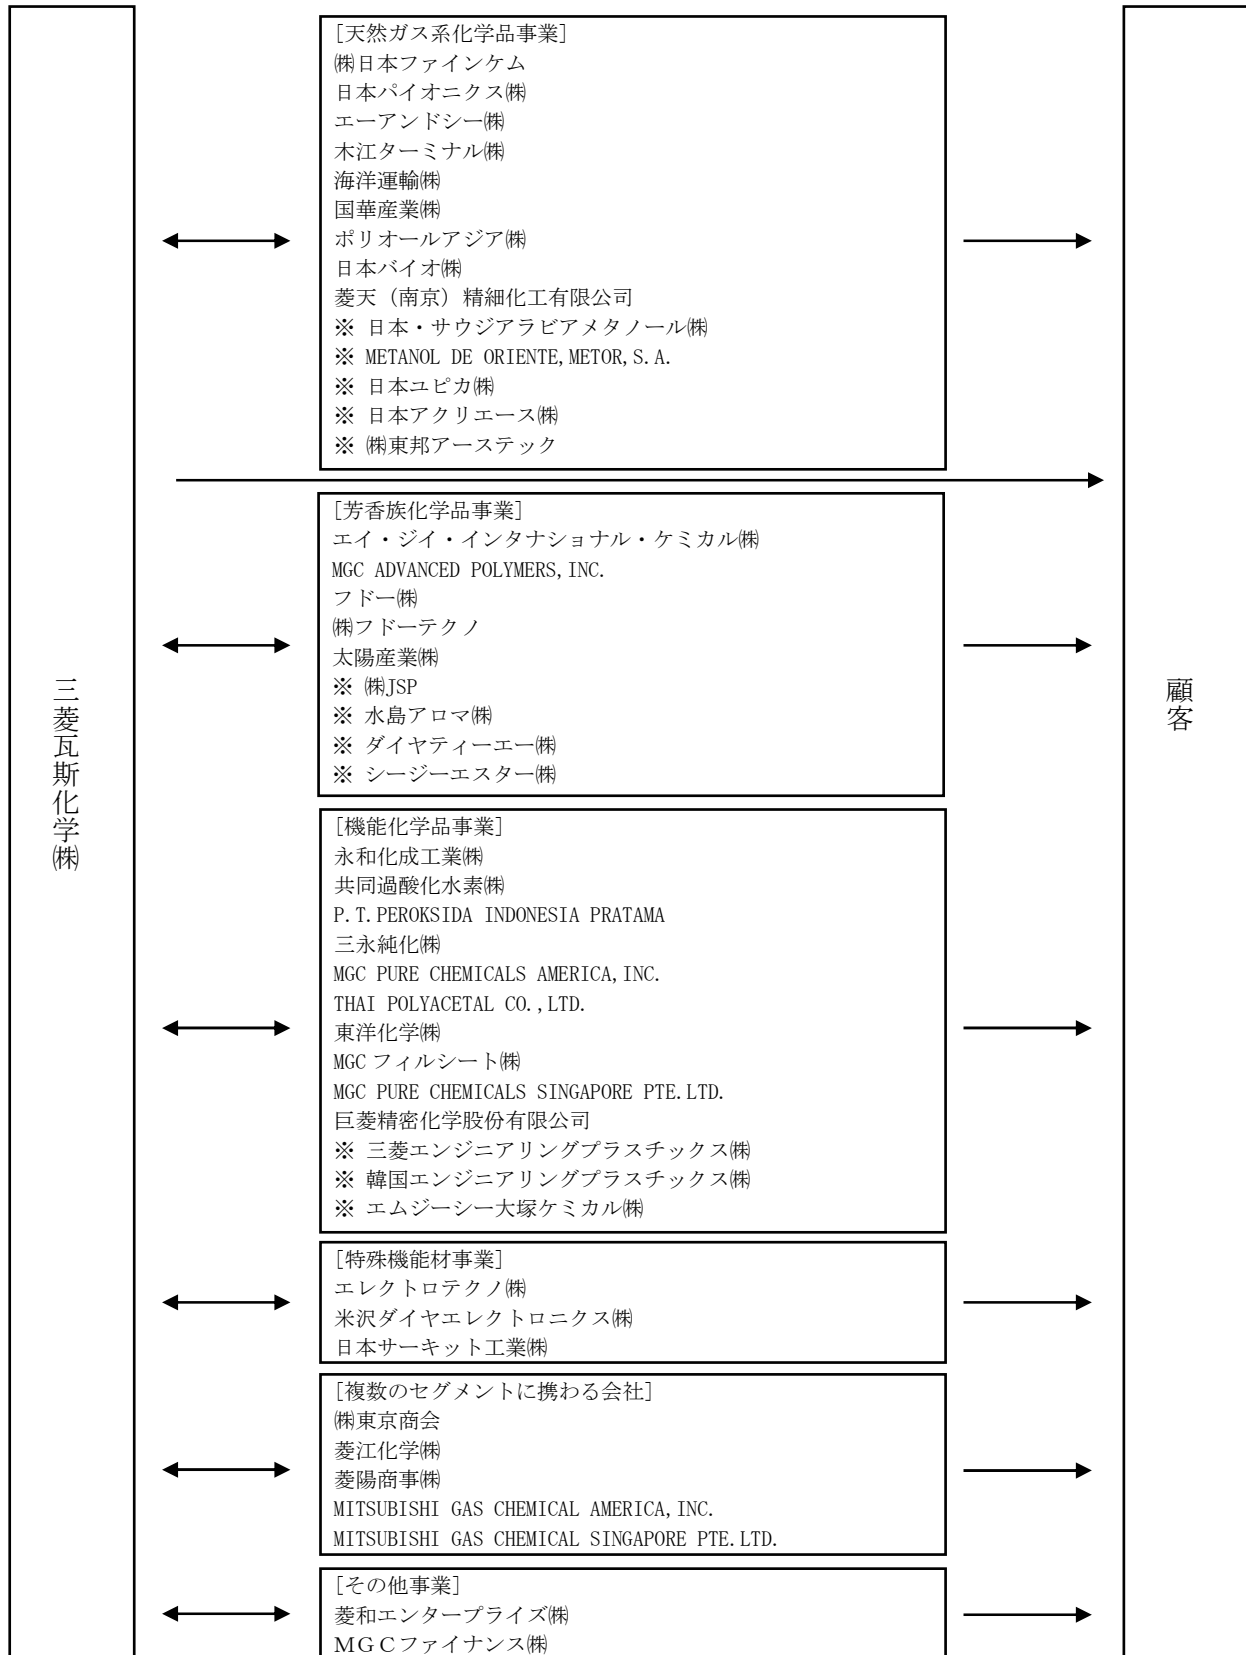 三菱瓦斯化学㈱
[天然ガス系化学品事業]
㈱日本ファインケム
日本パイオニクス㈱
エーアンドシー㈱
木江ターミナル㈱
海洋運輸㈱
国華産業㈱
ポリオールアジア㈱
日本バイオ㈱
菱天（南京）精細化工有限公司
※ 日本・サウジアラビアメタノール㈱
※ METANOL DE ORIENTE,METOR,S.A.
※ 日本ユピカ㈱
※ 日本アクリエース㈱
※ ㈱東邦アーステック
[芳香族化学品事業]
エイ・ジイ・インタナショナル・ケミカル㈱
MGC ADVANCED POLYMERS,INC.
フドー㈱
㈱フドーテクノ
太陽産業㈱
※ ㈱JSP
※ 水島アロマ㈱
※ ダイヤティーエー㈱
※ シージーエスター㈱
[機能化学品事業]
永和化成工業㈱
共同過酸化水素㈱
P.T.PEROKSIDA INDONESIA PRATAMA
三永純化㈱
MGC PURE CHEMICALS AMERICA,INC.
THAI POLYACETAL CO.,LTD.
東洋化学㈱
MGCフィルシート㈱
MGC PURE CHEMICALS SINGAPORE PTE.LTD.
巨菱精密化学股份有限公司
※ 三菱エンジニアリングプラスチックス㈱
※ 韓国エンジニアリングプラスチックス㈱
※ エムジーシー大塚ケミカル㈱
[特殊機能材事業]
エレクトロテクノ㈱
米沢ダイヤエレクトロニクス㈱
日本サーキット工業㈱
[複数のセグメントに携わる会社]
㈱東京商会
菱江化学㈱
菱陽商事㈱
MITSUBISHI GAS CHEMICAL AMERICA,INC.
MITSUBISHI GAS CHEMICAL SINGAPORE PTE.LTD.
[その他事業]
菱和エンタープライズ㈱
ＭＧＣファイナンス㈱
顧客